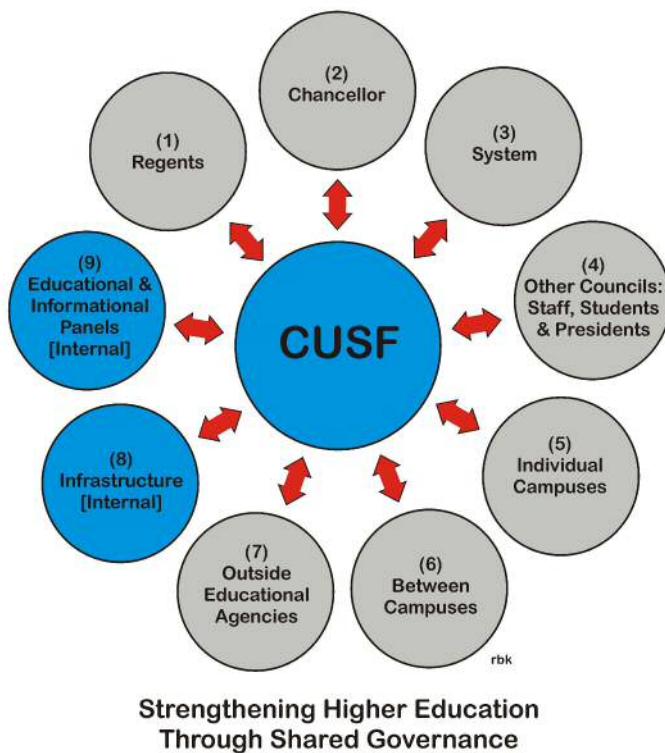 (1)
Regents
(2)
Chancellor
(3)
System
(4)
Other Councils:
Staff, Students
& Presidents
(5)
Individual
Campuses
(6)
Between
Campuses
(7)
Outside
Educational
Agencies
(8)
Infrastructure
[Internal]
(9)
Educational &
Informational
Panels
[Internal]
CUSF
rbk
Strengthening Higher Education
Through Shared Governance